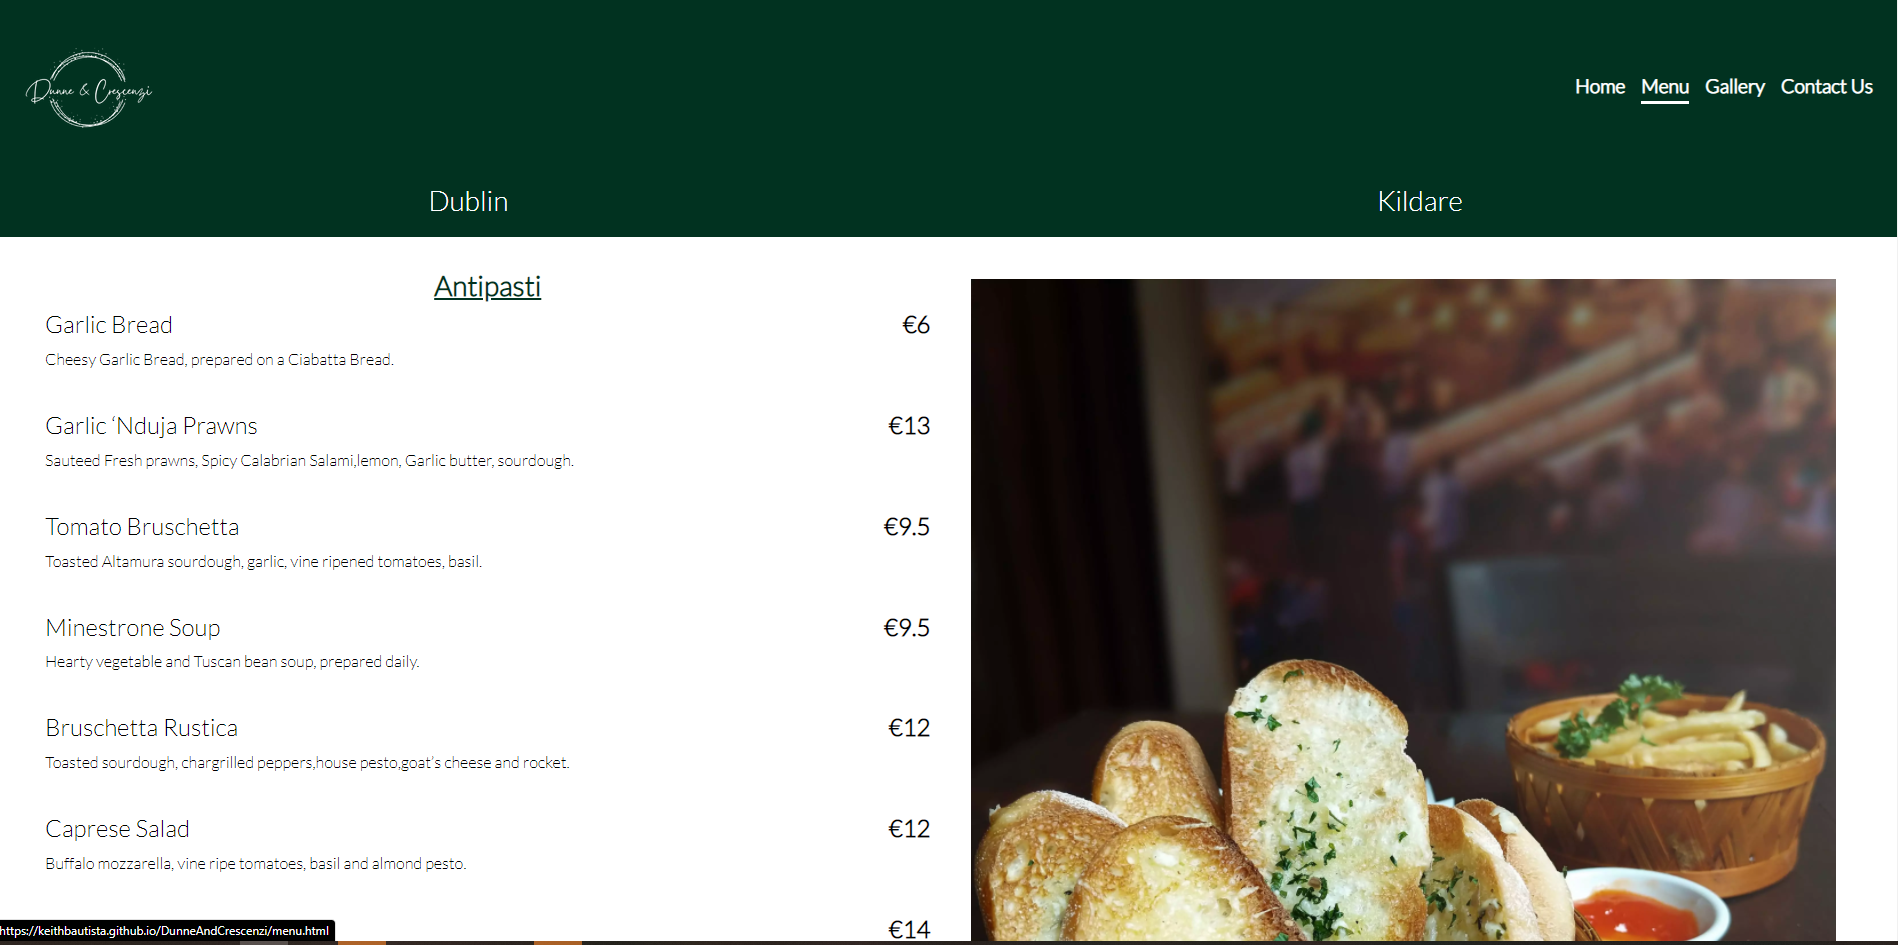 Dunne & Crescenzi
Home Menu Gallery Contact Us
Dublin Kildare
Antipasti
Garlic Bread €6
Cheesy Garlic Bread, prepared on a Ciabatta Bread.
Garlic ‘Nduja Prawns €13
Sauteed Fresh prawns, Spicy Calabrian Salami,lemon, Garlic butter, sourdough.
Tomato Bruschetta €9.5
Toasted Altamura sourdough, garlic, vine ripened tomatoes, basil.
Minestrone Soup €9.5
Hearty vegetable and Tuscan bean soup, prepared daily.
Bruschetta Rustica €12
Toasted sourdough, chargrilled peppers,house pesto,goat's cheese and rocket.
Caprese Salad €12
Buffalo mozzarella, vine ripe tomatoes, basil and almond pesto.
€14
https://keithbautista.github.io/DunneAndCrescenzi/menu.html